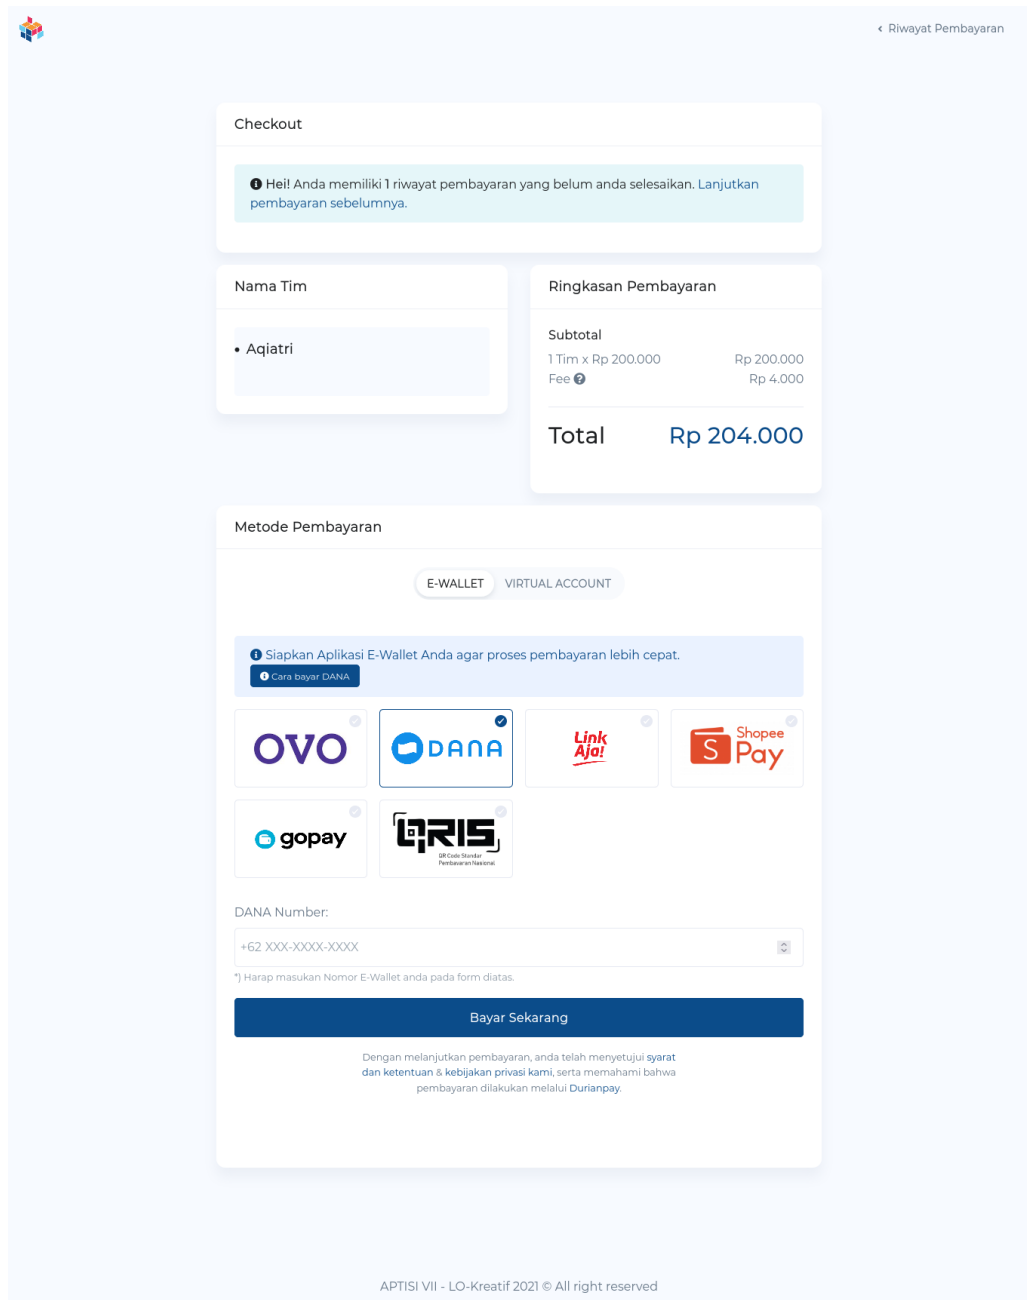 Riwayat Pembayaran
Checkout
Hei! Anda memiliki 1 riwayat pembayaran yang belum anda selesaikan. Lanjutkan
pembayaran sebelumnya.
Nama Tim
• Aqiatri
Ringkasan Pembayaran
Subtotal
1 Tim x Rp 200.000 Rp 200.000
Fee Rp 4.000
Total Rp 204.000
Metode Pembayaran
E-WALLET VIRTUAL ACCOUNT
Siapkan Aplikasi E-Wallet Anda agar proses pembayaran lebih cepat.
Cara bayar DANA
OVO
DANA
Link
Aja!
S Shopee
Pay
gopay
QRIS
QR Code Standar
Pembayaran Nasional
DANA Number:
+62 XXX-XXXX-XXXX
*) Harap masukan Nomor E-Wallet anda pada form diatas.
Bayar Sekarang
Dengan melanjutkan pembayaran, anda telah menyetujui syarat
dan ketentuan & kebijakan privasi kami, serta memahami bahwa
pembayaran dilakukan melalui Durianpay.
APTISI VII - LO-Kreatif 2021 © All right reserved